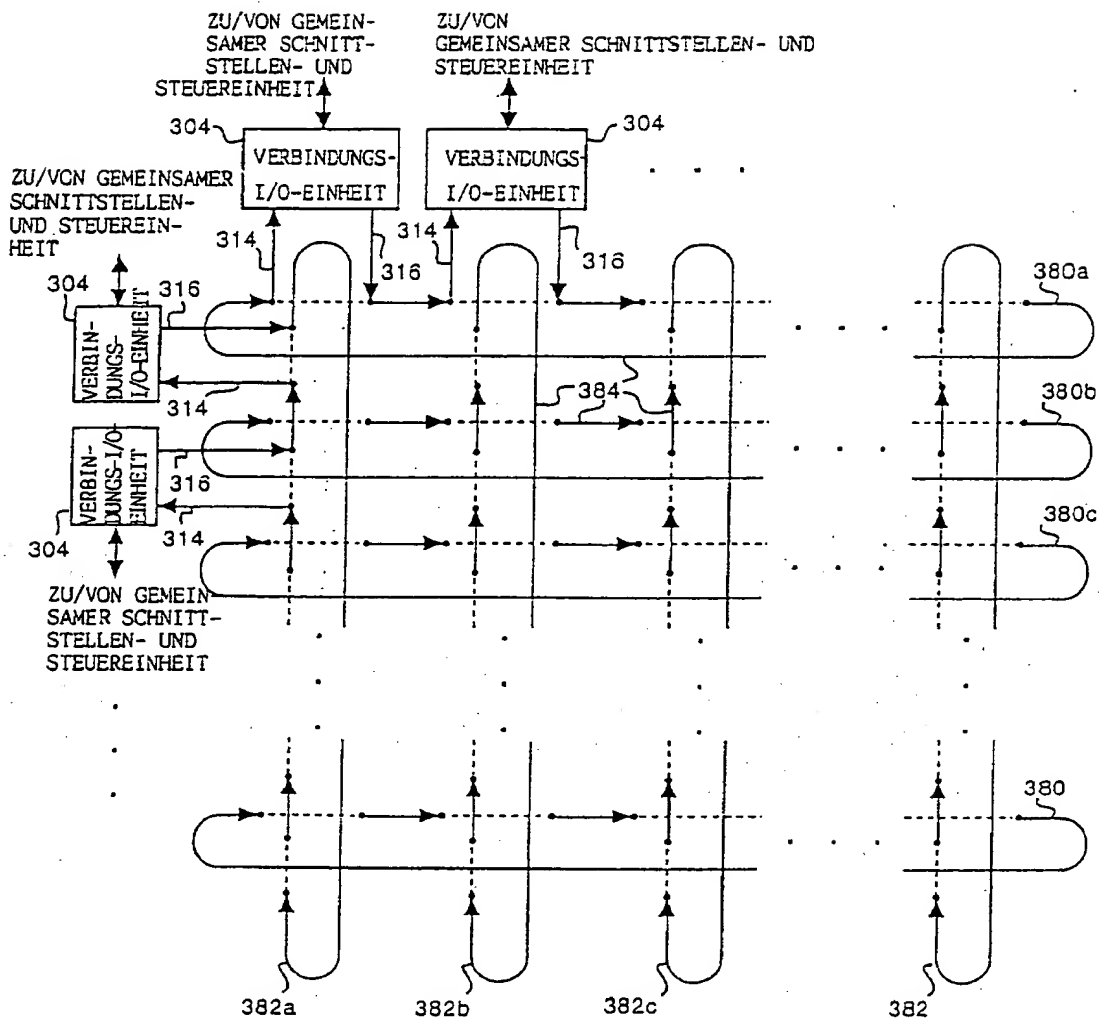 ZU/VON GEMEIN-
SAMER SCHNITT-
STELLEN- UND
STEUEREINHEIT
ZU/VON
GEMEINSAMER SCHNITTSTELLEN- UND
STEUEREINHEIT
304
VERBINDUNGS-
I/O-EINHEIT
304
VERBINDUNGS-
I/O-EINHEIT
ZU/VON GEMEINSAMER
SCHNITTSTELLEN-
UND STEUEREIN-
HEIT
314
316
314
316
304
316
VERBIN-
DUNGS-
I/O-EINHEIT
314
380a
384
384
380b
VERBIN-
DUNGS-I/O-
EINHEIT
316
314
304
380c
ZU/VON GEMEIN-
SAMER SCHNITT-
STELLEN- UND
STEUEREINHEIT
380
382a
382b
382c
382